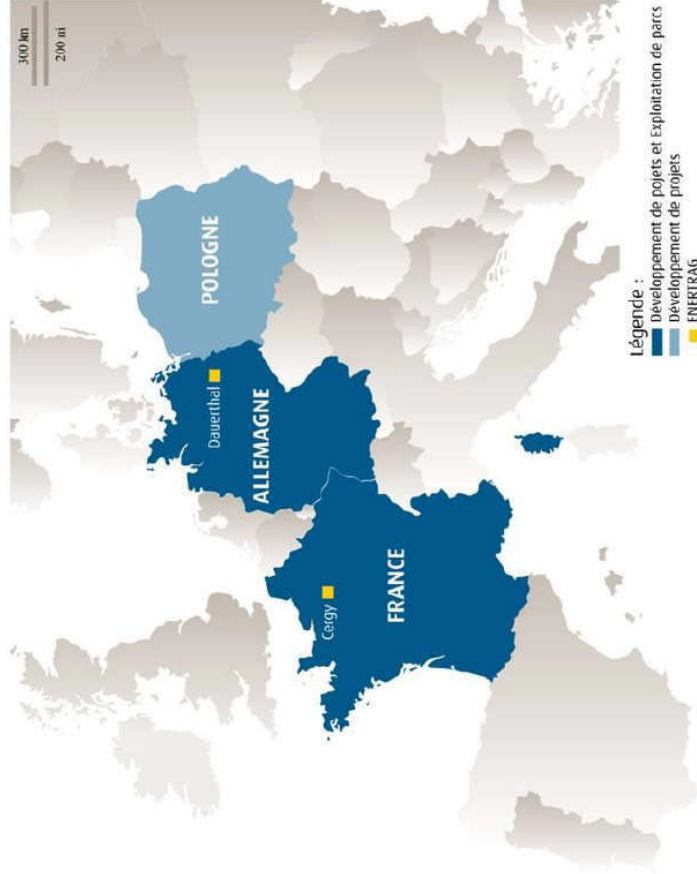 300 km
200 mi
POLOGNE
Dauerthal
ALLEMAGNE
Cergy
FRANCE
Légende :
Développement de pojets et Exploitation de parcs
Développement de projets
ENERTRAG